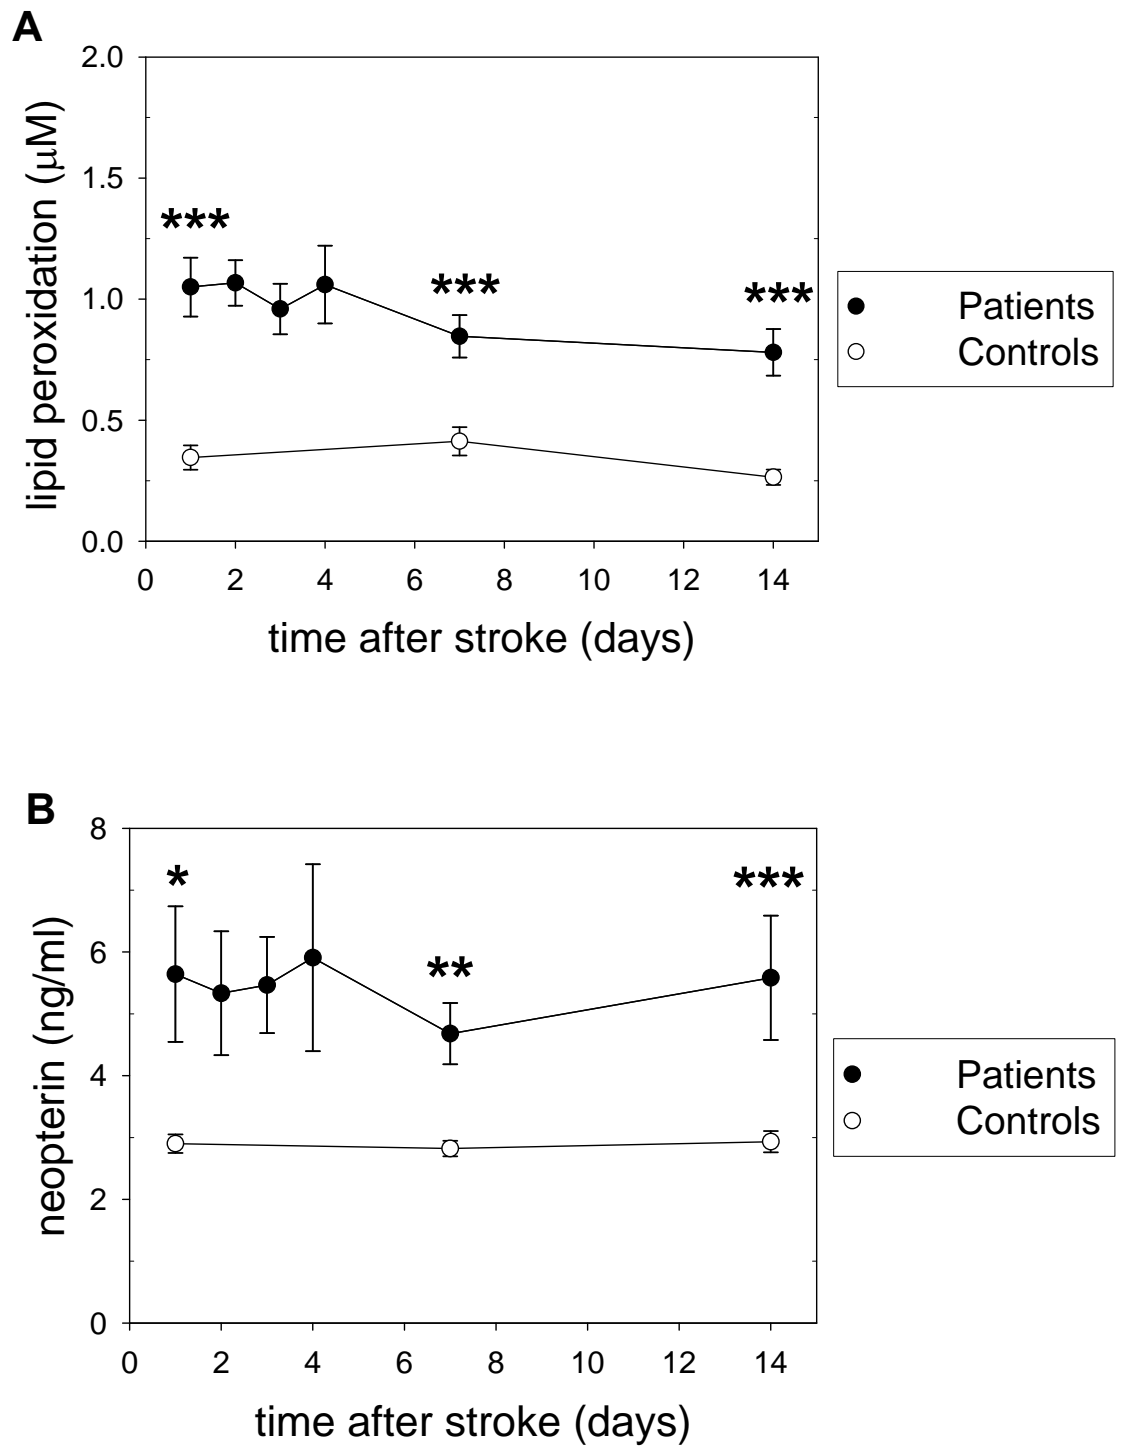 A
2.0
1.5
1.0
0.5
0.0
lipid peroxidation (μM)
***
***
***
0 2 4 6 8 10 12 14
time after stroke (days)
Patients
Controls
B
8
6
4
2
0
neopterin (ng/ml)
*
**
***
0 2 4 6 8 10 12 14
time after stroke (days)
Patients
Controls